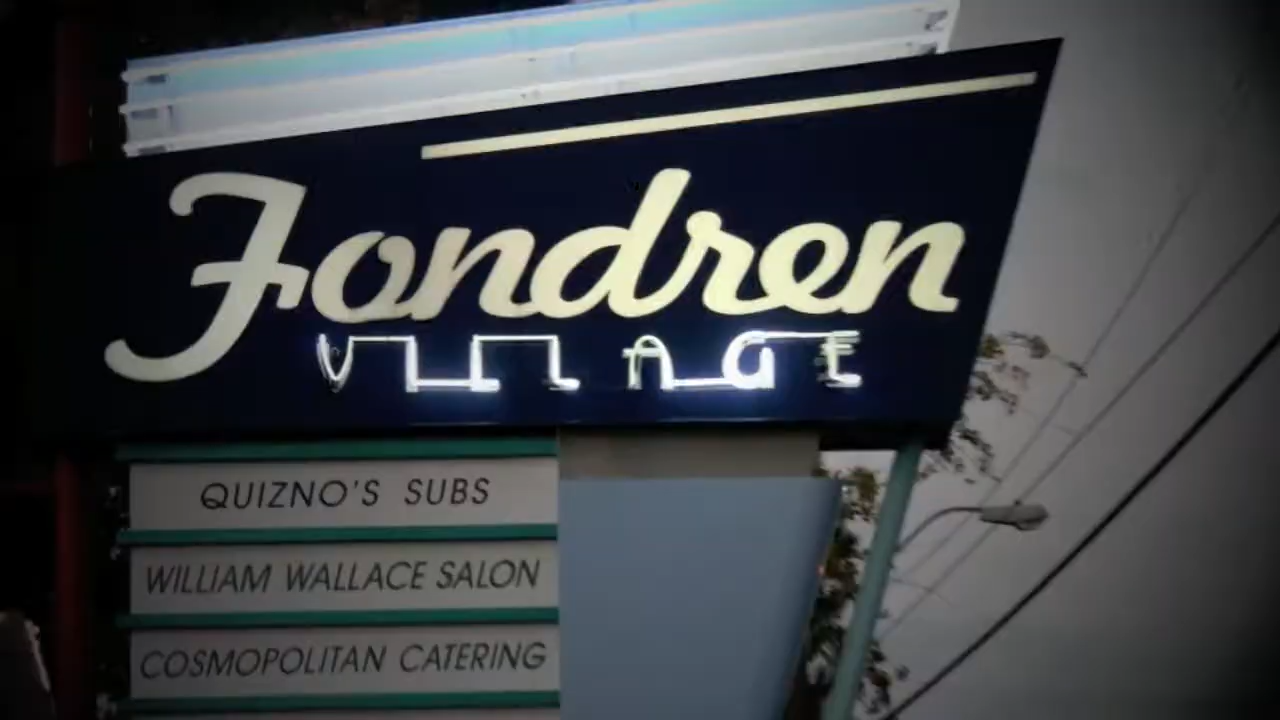 Fondren
VILLAGE
QUIZNO'S SUBS
WILLIAM WALLACE SALON
COSMOPOLITAN CATERING